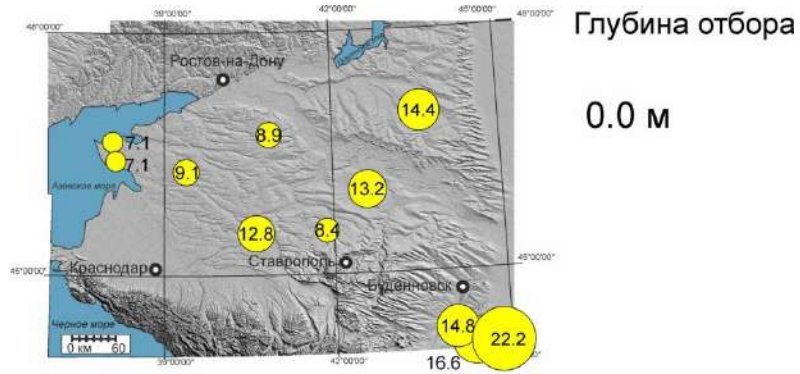 48°00'00"
42°00'00"
45°00'00"
48°00'00"
Глубина отбора
Ростов-на-Дону
14.4
0.0 м
8.9
7.1
7.1
9.1
Азовское море
13.2
12.8
8.4
45°00'00"
Краснодар
Ставрополь
45°00'00"
Буденновск
Черное море
0 км 60
14.8
22.2
16.6
39°00'00"
42°00'00"